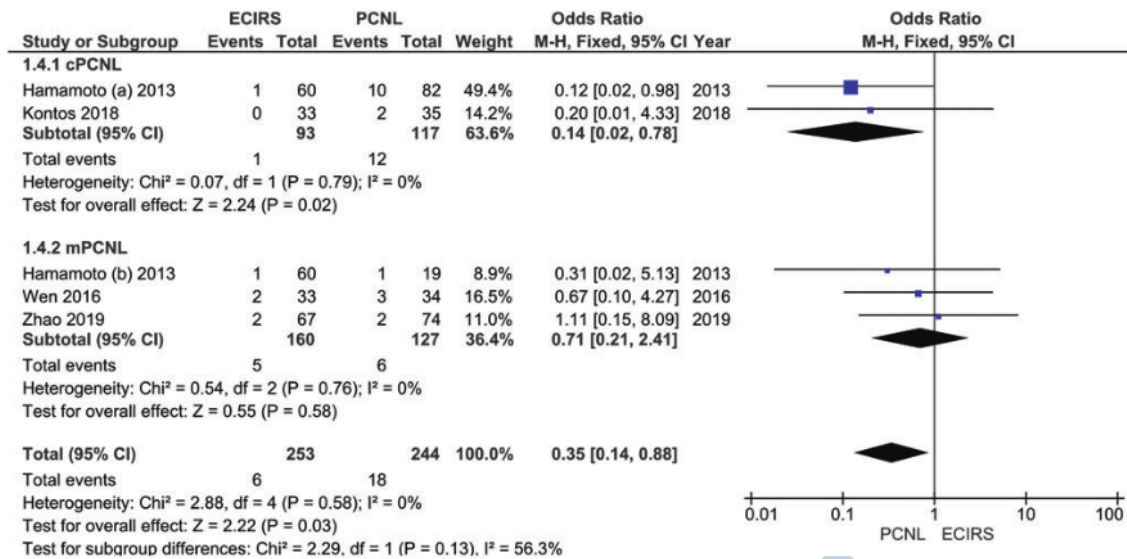 ECIRS PCNL Odds Ratio Odds Ratio
Study or Subgroup Events Total Events Total Weight M-H, Fixed, 95% CI Year M-H, Fixed, 95% CI
1.4.1 cPCNL
Hamamoto (a) 2013 1 60 10 82 49.4% 0.12 [0.02, 0.98] 2013
Kontos 2018 0 33 2 35 14.2% 0.20 [0.01, 4.33] 2018
Subtotal (95% CI) 93 117 63.6% 0.14 [0.02, 0.78]
Total events 1 12
Heterogeneity: Chi² = 0.07, df = 1 (P = 0.79); I² = 0%
Test for overall effect: Z = 2.24 (P = 0.02)
1.4.2 mPCNL
Hamamoto (b) 2013 1 60 1 19 8.9% 0.31 [0.02, 5.13] 2013
Wen 2016 2 33 3 34 16.5% 0.67 [0.10, 4.27] 2016
Zhao 2019 2 67 2 74 11.0% 1.11 [0.15, 8.09] 2019
Subtotal (95% CI) 160 127 36.4% 0.71 [0.21, 2.41]
Total events 5 6
Heterogeneity: Chi² = 0.54, df = 2 (P = 0.76); I² = 0%
Test for overall effect: Z = 0.55 (P = 0.58)
Total (95% CI) 253 244 100.0% 0.35 [0.14, 0.88]
Total events 6 18
Heterogeneity: Chi² = 2.88, df = 4 (P = 0.58); I² = 0%
Test for overall effect: Z = 2.22 (P = 0.03)
Test for subgroup differences: Chi² = 2.29, df = 1 (P = 0.13), I² = 56.3%
0.01 0.1 1 10 100
PCNL ECIRS